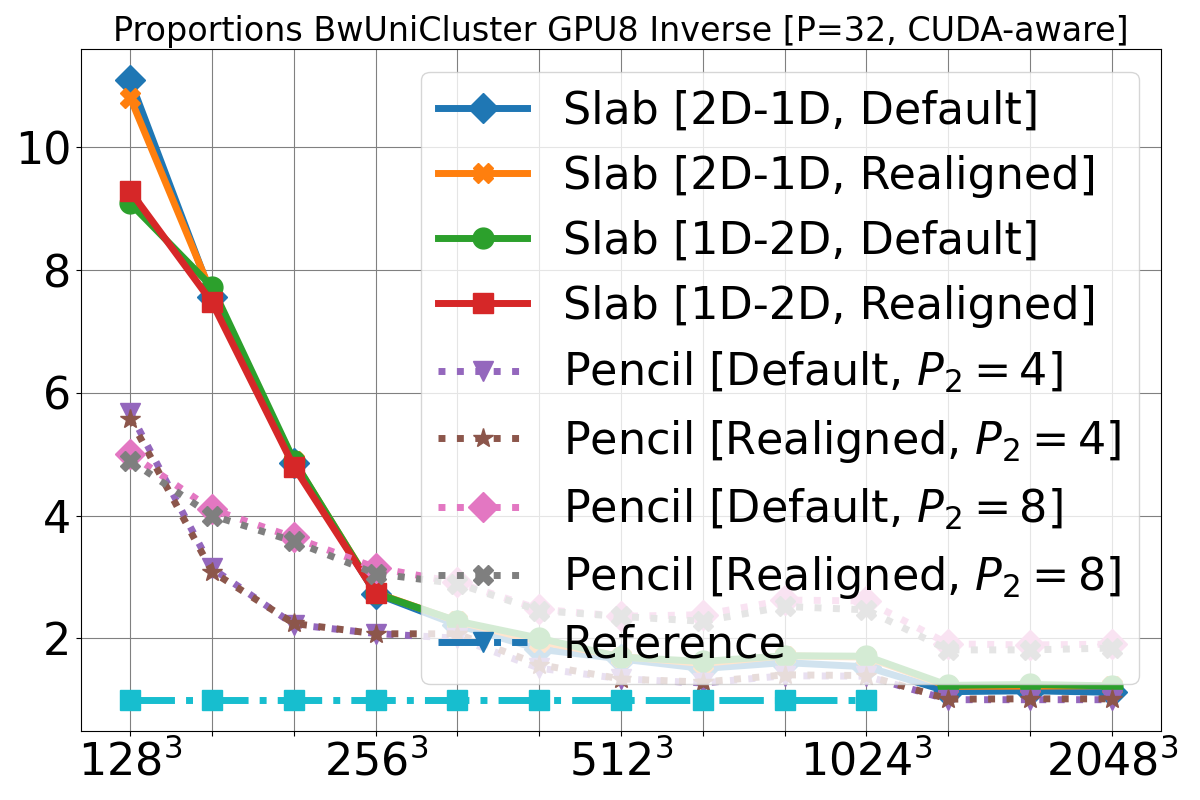 Proportions BwUniCluster GPU8 Inverse [P=32, CUDA-aware]
10
8
6
4
2
Slab [2D-1D, Default]
Slab [2D-1D, Realigned]
Slab [1D-2D, Default]
Slab [1D-2D, Realigned]
Pencil [Default, P₂ = 4]
Pencil [Realigned, P₂ = 4]
Pencil [Default, P₂ = 8]
Pencil [Realigned, P₂ = 8]
Reference
128³ 256³ 512³ 1024³ 2048³